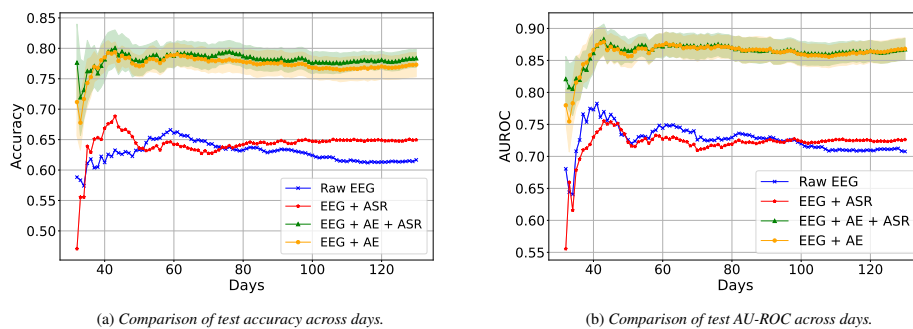 0.85
0.80
0.75
0.70
0.65
0.60
0.55
0.50
Accuracy
40
60
80
100
120
Days
Raw EEG
EEG + ASR
EEG + AE + ASR
EEG + AE
(a) Comparison of test accuracy across days.
0.90
0.85
0.80
0.75
0.70
0.65
0.60
0.55
AUROC
40
60
80
100
120
Days
Raw EEG
EEG + ASR
EEG + AE + ASR
EEG + AE
(b) Comparison of test AU-ROC across days.